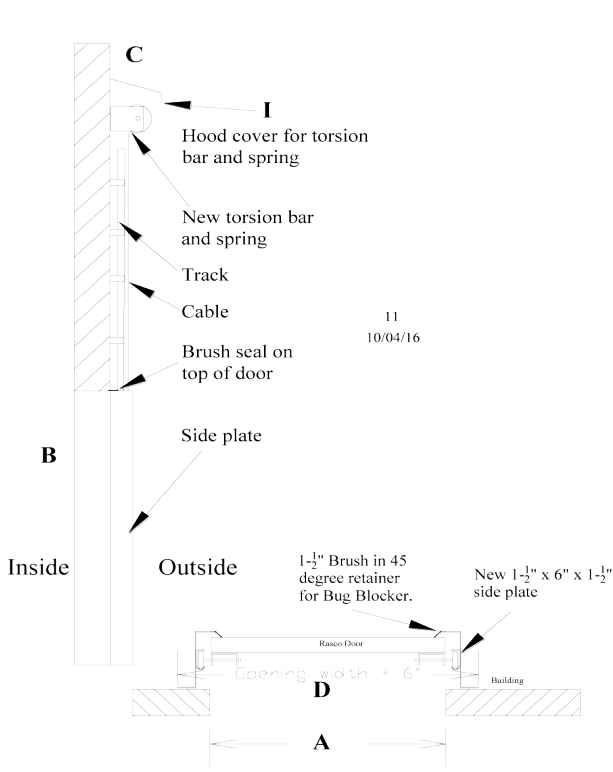 C
I
Hood cover for torsion
bar and spring
New torsion bar
and spring
Track
Cable
11
10/04/16
Brush seal on
top of door
Side plate
B
Inside
Outside
1-1/2" Brush in 45
degree retainer
for Bug Blocker.
New 1-1/2" x 6" x 1-1/2"
side plate
Rasco Door
Opening width + 6"
Building
D
A